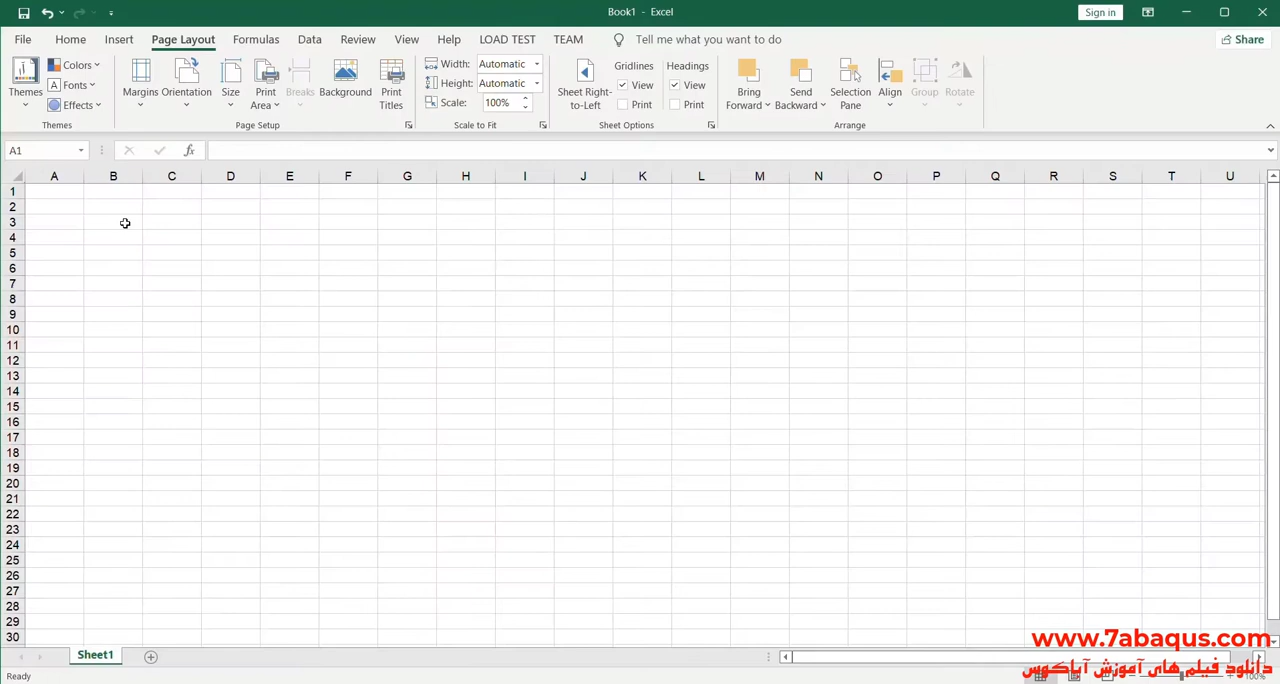 Book1 - Excel
Sign in
File Home Insert Page Layout Formulas Data Review View Help LOAD TEST TEAM Tell me what you want to do Share
Themes
Colors
Fonts
Effects
Themes
Margins
Orientation
Size
Print Area
Breaks
Background
Print Titles
Page Setup
Width: Automatic
Height: Automatic
Scale: 100%
Scale to Fit
Sheet Right-to-Left
Gridlines
View
Print
Headings
View
Print
Sheet Options
Bring Forward
Send Backward
Selection Pane
Align
Group
Rotate
Arrange
A1
fx
A B C D E F G H I J K L M N O P Q R S T U
1
2
3
4
5
6
7
8
9
10
11
12
13
14
15
16
17
18
19
20
21
22
23
24
25
26
27
28
29
30
www.7abaqus.com
Sheet1
دانلود فیلم های آموزش آباکوس
Ready
100%